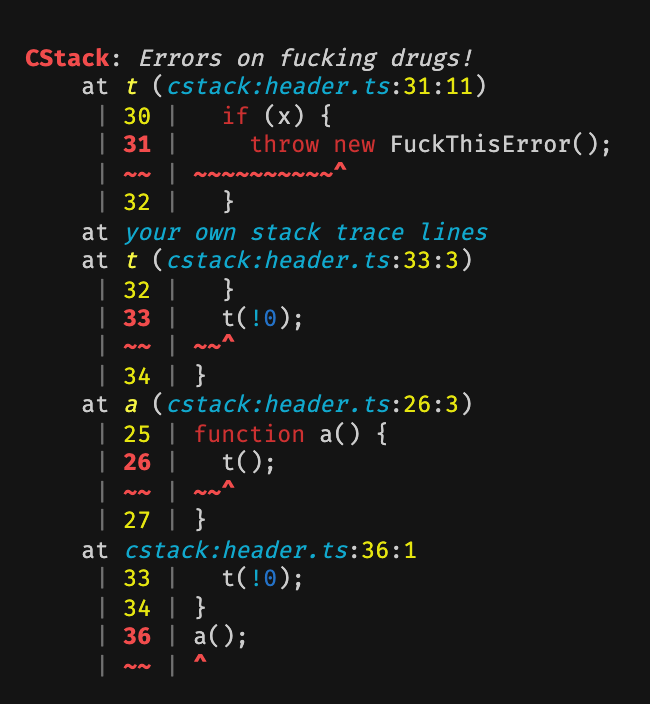 CStack: Errors on fucking drugs!
    at t (cstack:header.ts:31:11)
     | 30 |   if (x) {
     | 31 |     throw new FuckThisError();
     | ~~ | ~~~~~~~~~~^
     | 32 |   }
    at your own stack trace lines
    at t (cstack:header.ts:33:3)
     | 32 |   }
     | 33 |   t(!0);
     | ~~ | ~~^
     | 34 | }
    at a (cstack:header.ts:26:3)
     | 25 | function a() {
     | 26 |   t();
     | ~~ | ~~^
     | 27 | }
    at cstack:header.ts:36:1
     | 33 |   t(!0);
     | 34 | }
     | 36 | a();
     | ~~ | ^